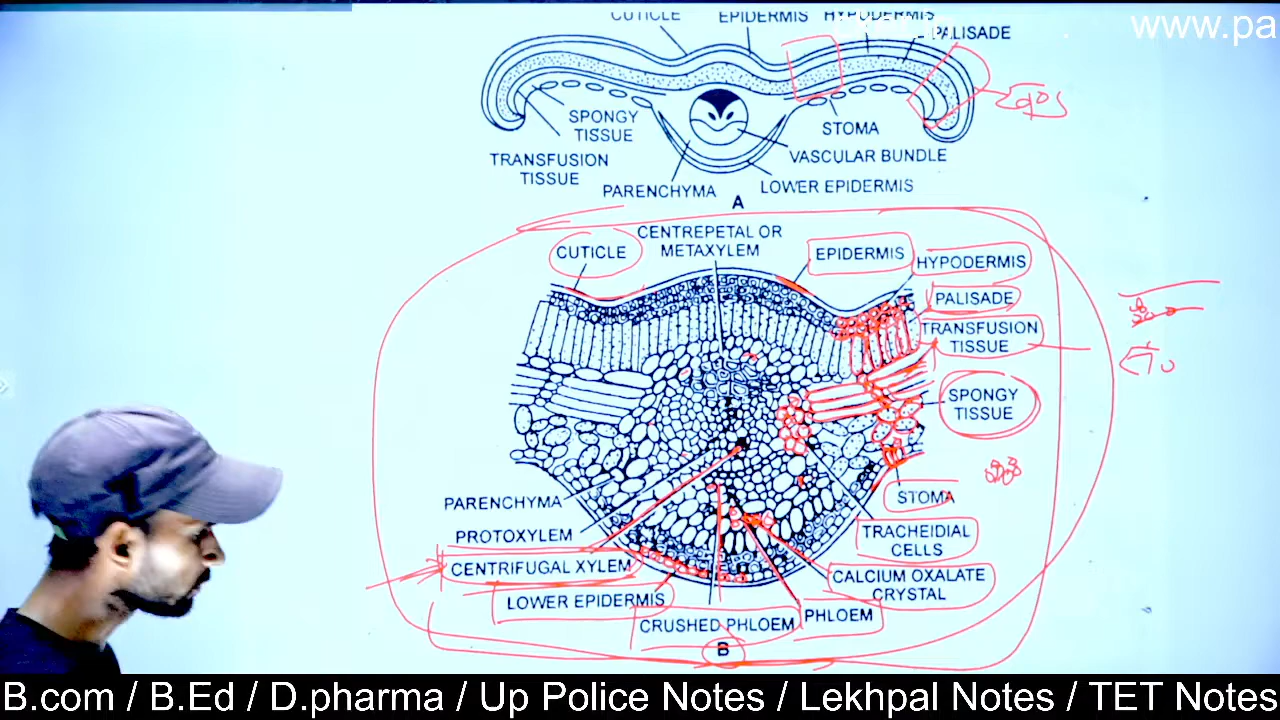 www.pa
CUTICLE
EPIDERMIS
HYPODERMIS
PALISADE
SPONGY
TISSUE
STOMA
TRANSFUSION
TISSUE
VASCULAR BUNDLE
PARENCHYMA
LOWER EPIDERMIS
A
CENTREPETAL OR
METAXYLEM
CUTICLE
EPIDERMIS
HYPODERMIS
PALISADE
TRANSFUSION
TISSUE
SPONGY
TISSUE
STOMA
PARENCHYMA
PROTOXYLEM
TRACHEIDIAL
CELLS
CENTRIFUGAL XYLEM
CALCIUM OXALATE
CRYSTAL
LOWER EPIDERMIS
CRUSHED PHLOEM
PHLOEM
B
B.com / B.Ed / D.pharma / Up Police Notes / Lekhpal Notes / TET Notes